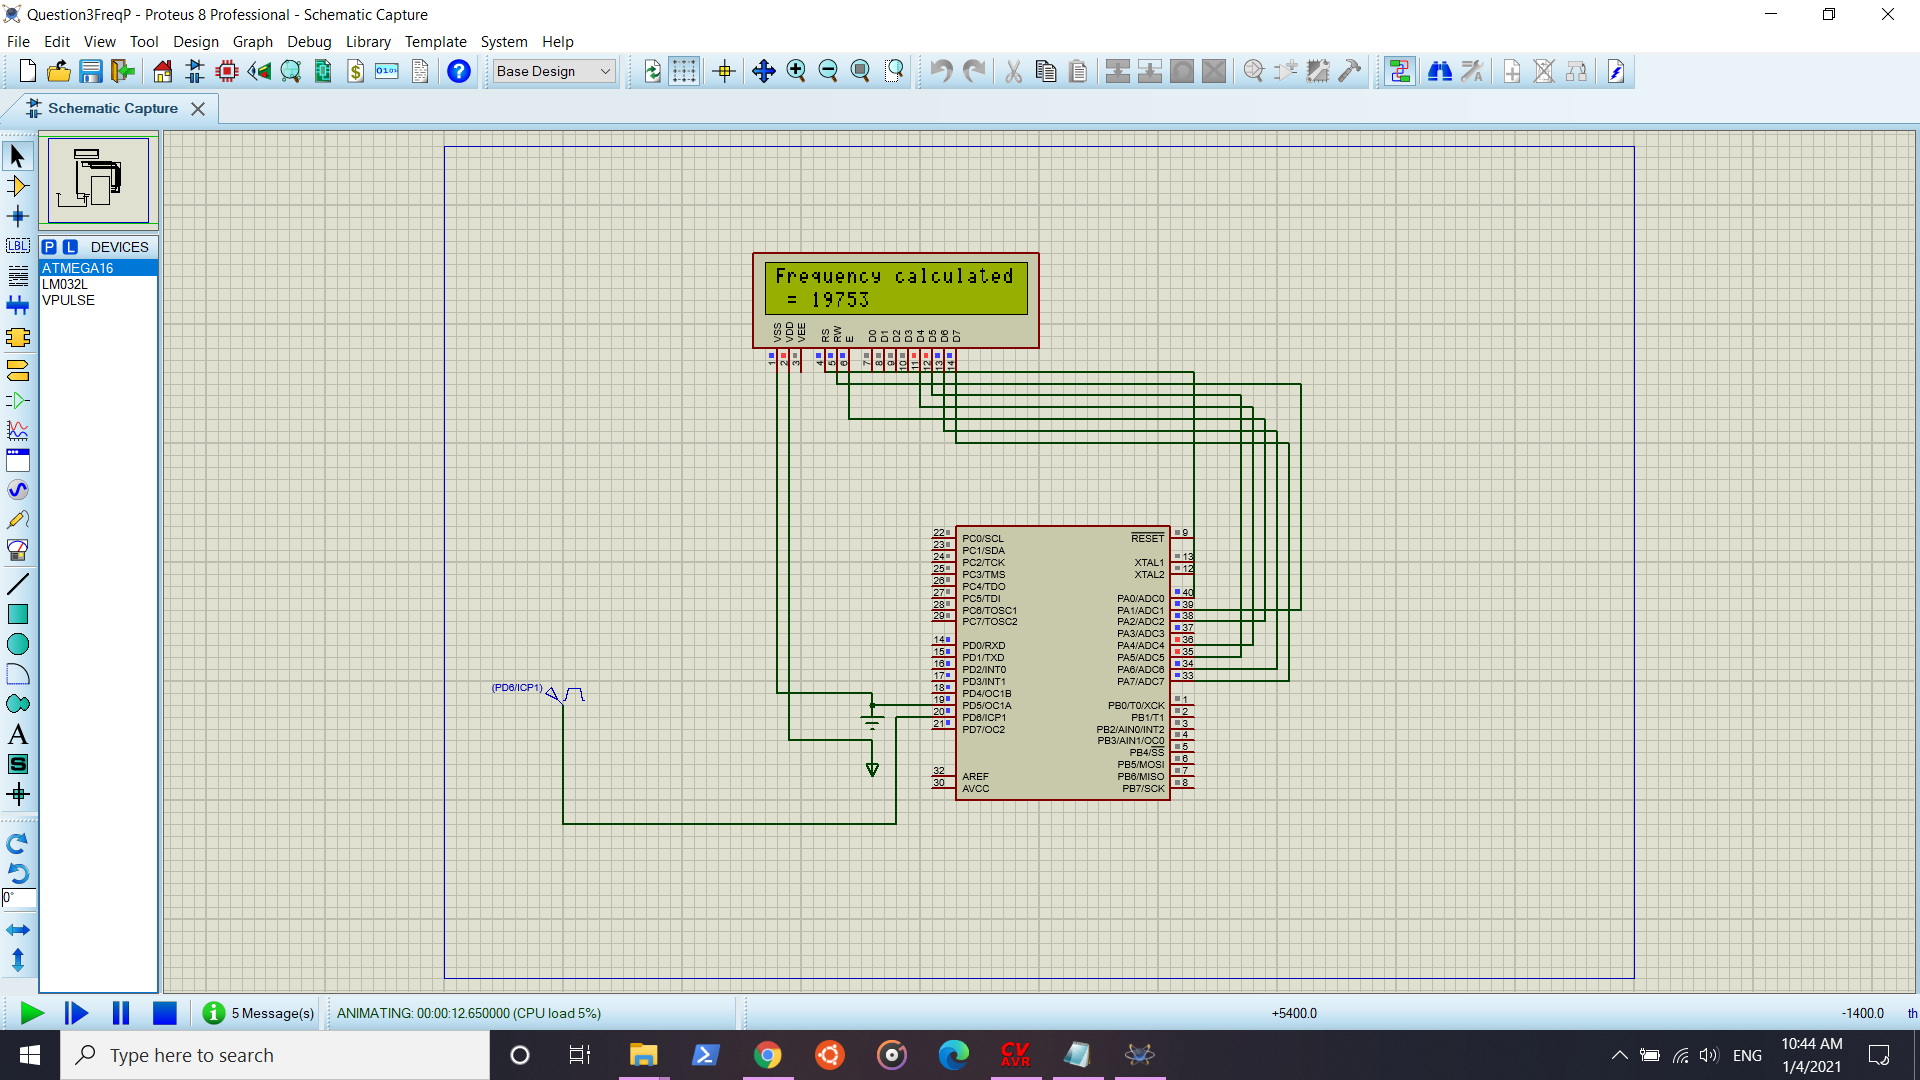 Question3FreqP - Proteus 8 Professional - Schematic Capture
File Edit View Tool Design Graph Debug Library Template System Help
Base Design
Schematic Capture
P L DEVICES
ATMEGA16
LM032L
VPULSE
LBL
A
S
0°
Frequency calculated
= 19753
VSS VDD VEE RS RW E D0 D1 D2 D3 D4 D5 D6 D7
1 2 3 4 5 6 7 8 9 10 11 12 13 14
22 PC0/SCL RESET 9
23 PC1/SDA
24 PC2/TCK XTAL1 13
25 PC3/TMS XTAL2 12
26 PC4/TDO
27 PC5/TDI PA0/ADC0 40
28 PC6/TOSC1 PA1/ADC1 39
29 PC7/TOSC2 PA2/ADC2 38
PA3/ADC3 37
14 PD0/RXD PA4/ADC4 36
15 PD1/TXD PA5/ADC5 35
16 PD2/INT0 PA6/ADC6 34
17 PD3/INT1 PA7/ADC7 33
18 PD4/OC1B
19 PD5/OC1A PB0/T0/XCK 1
20 PD6/ICP1 PB1/T1 2
21 PD7/OC2 PB2/AIN0/INT2 3
PB3/AIN1/OC0 4
PB4/SS 5
PB5/MOSI 6
32 AREF PB6/MISO 7
30 AVCC PB7/SCK 8
(PD6/ICP1)
5 Message(s) ANIMATING: 00:00:12.650000 (CPU load 5%) +5400.0 -1400.0 th
Type here to search
CV
AVR
ENG
10:44 AM
1/4/2021